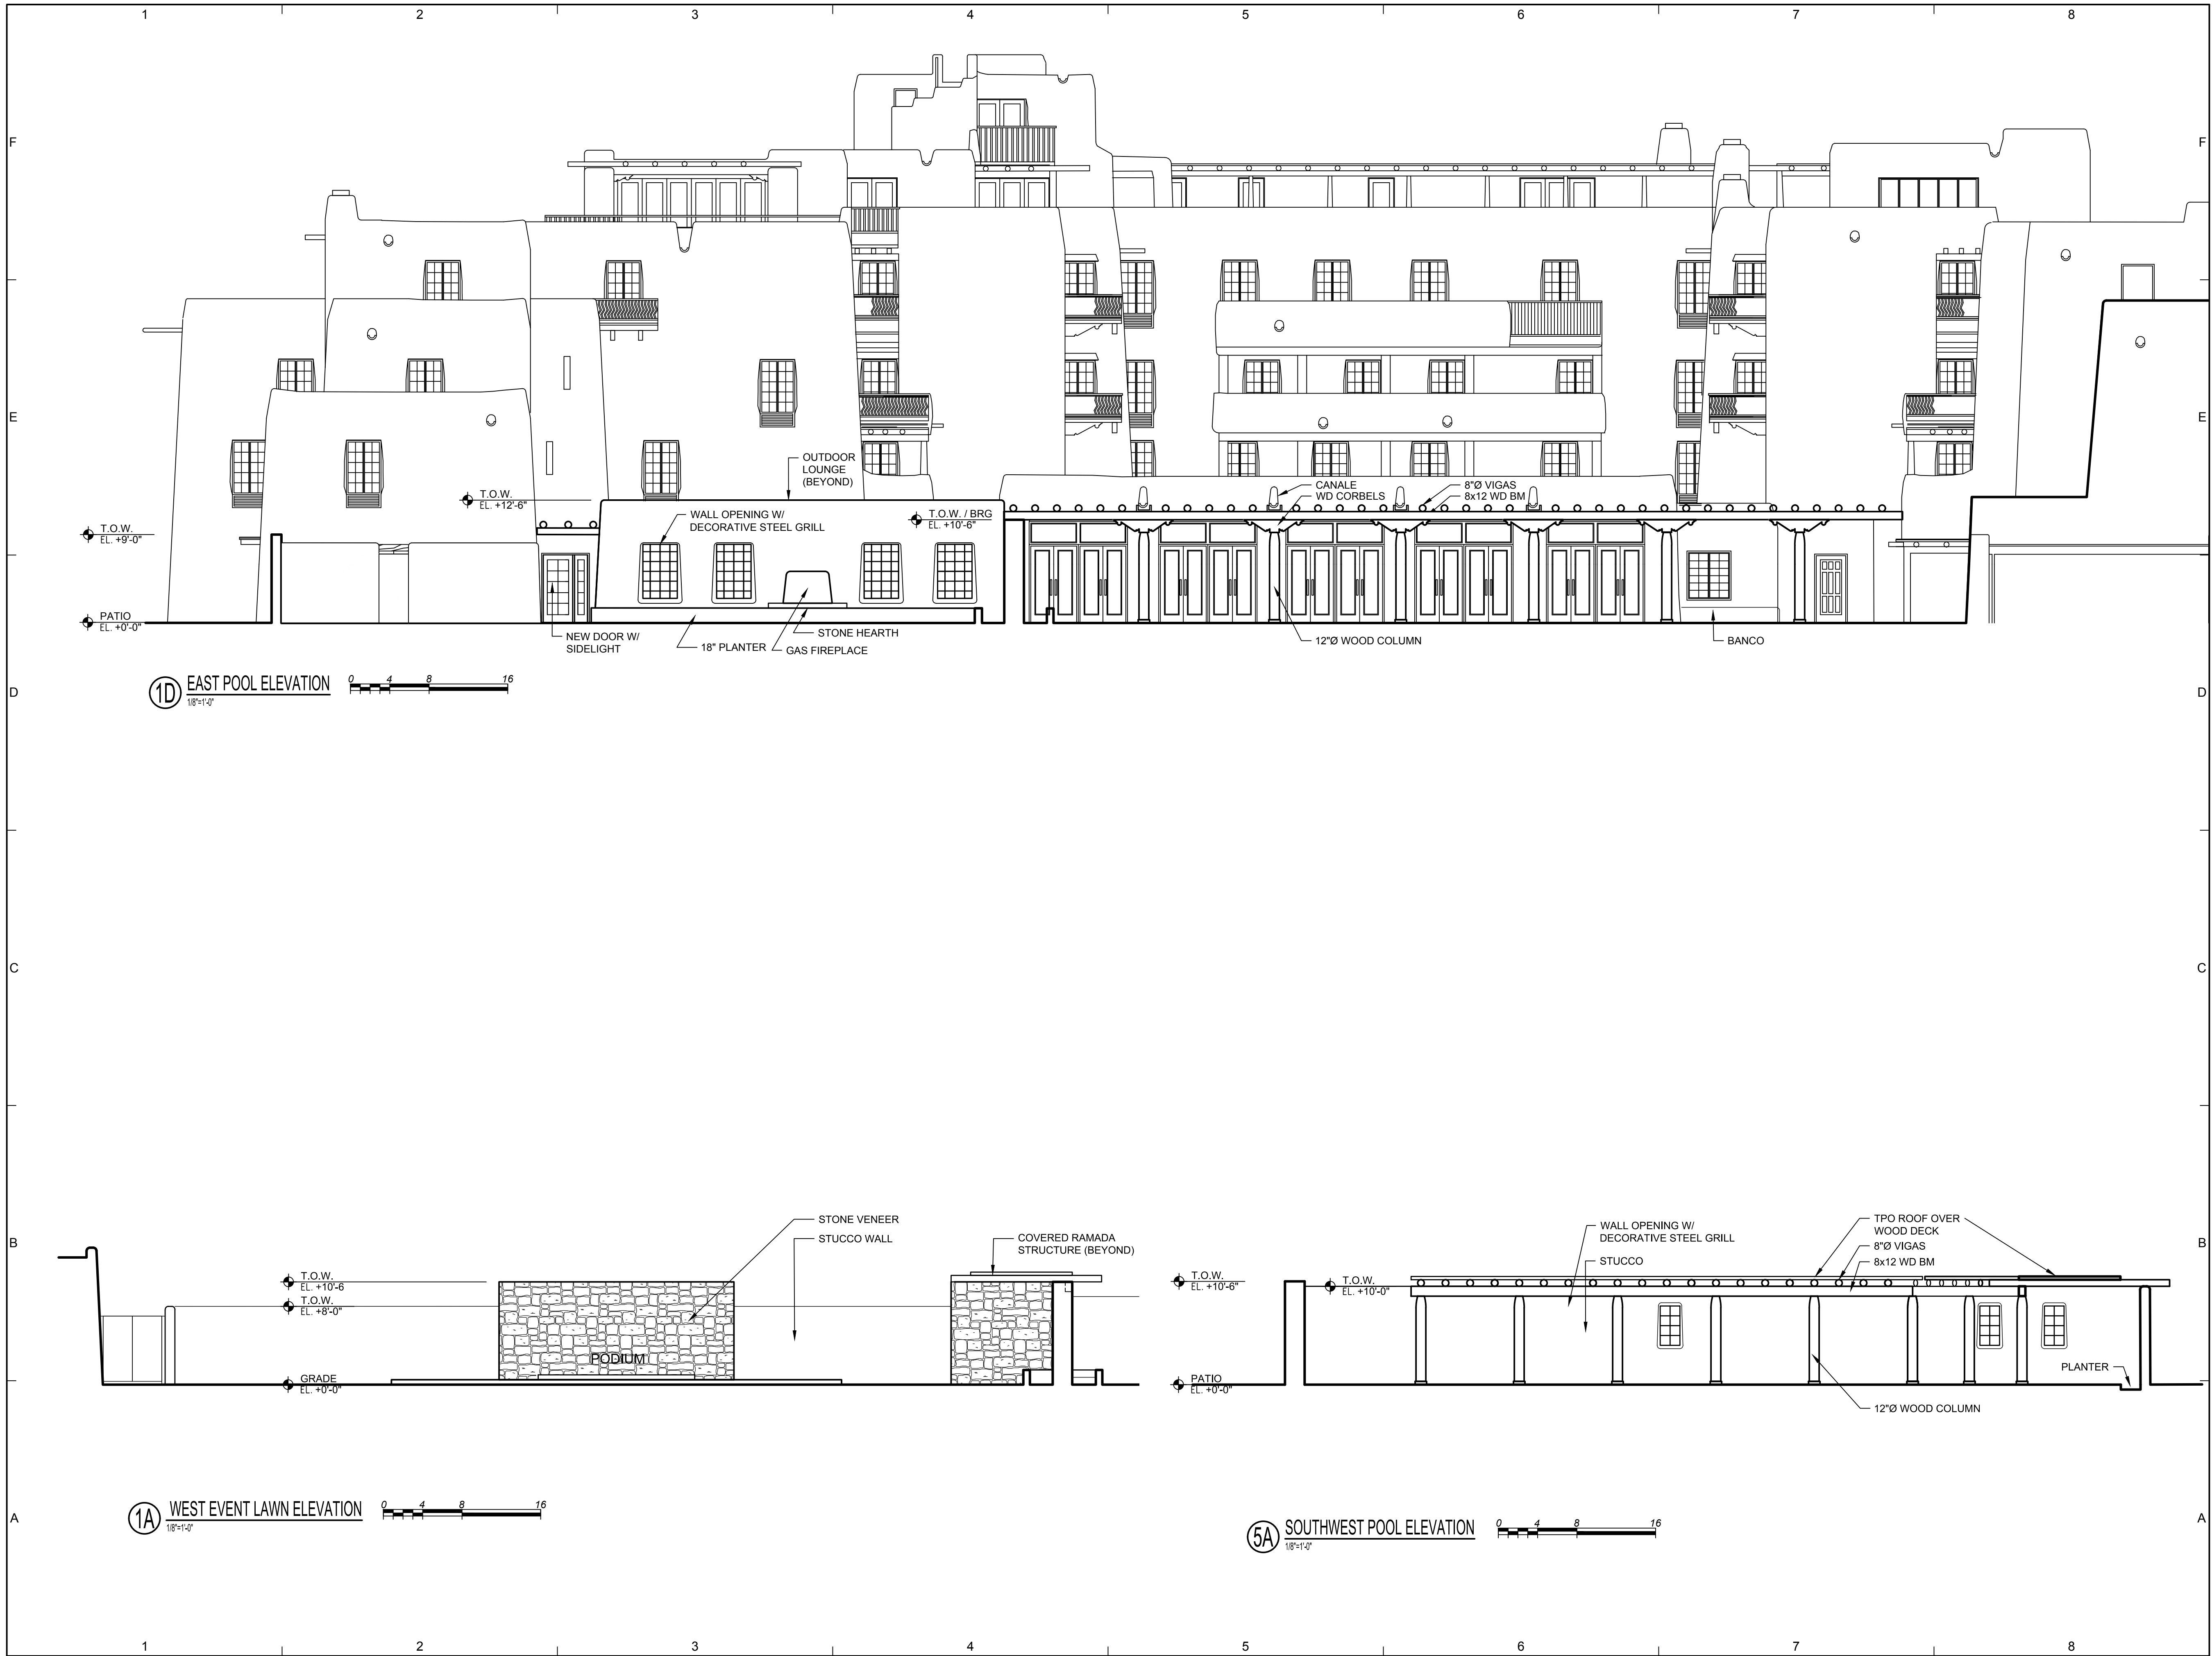 1 2 3 4 5 6 7 8
F F
OUTDOOR
LOUNGE
(BEYOND)
T.O.W.
EL. +12'-6"
WALL OPENING W/
DECORATIVE STEEL GRILL
T.O.W. / BRG
EL. +10'-6"
CANALE
WD CORBELS
8"Ø VIGAS
8x12 WD BM
E E
T.O.W.
EL. +9'-0"
PATIO
EL. +0'-0"
NEW DOOR W/
SIDELIGHT
18" PLANTER
STONE HEARTH
GAS FIREPLACE
12"Ø WOOD COLUMN
BANCO
D D
1D EAST POOL ELEVATION
1/8"=1'-0"
0 4 8 16
C C
B B
STONE VENEER
STUCCO WALL
COVERED RAMADA
STRUCTURE (BEYOND)
T.O.W.
EL. +10'-6
T.O.W.
EL. +8'-0"
PODIUM
GRADE
EL. +0'-0"
WALL OPENING W/
DECORATIVE STEEL GRILL
STUCCO
TPO ROOF OVER
WOOD DECK
8"Ø VIGAS
8x12 WD BM
T.O.W.
EL. +10'-6"
T.O.W.
EL. +10'-0"
PATIO
EL. +0'-0"
PLANTER
12"Ø WOOD COLUMN
A A
1A WEST EVENT LAWN ELEVATION
1/8"=1'-0"
0 4 8 16
5A SOUTHWEST POOL ELEVATION
1/8"=1'-0"
0 4 8 16
1 2 3 4 5 6 7 8